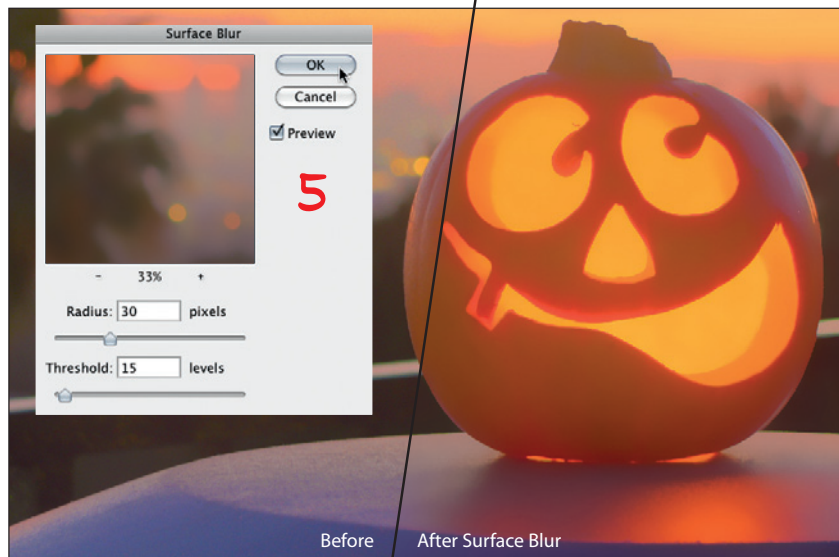 Surface Blur
OK
Cancel
Preview
5
- 33% +
Radius: 30 pixels
Threshold: 15 levels
Before After Surface Blur